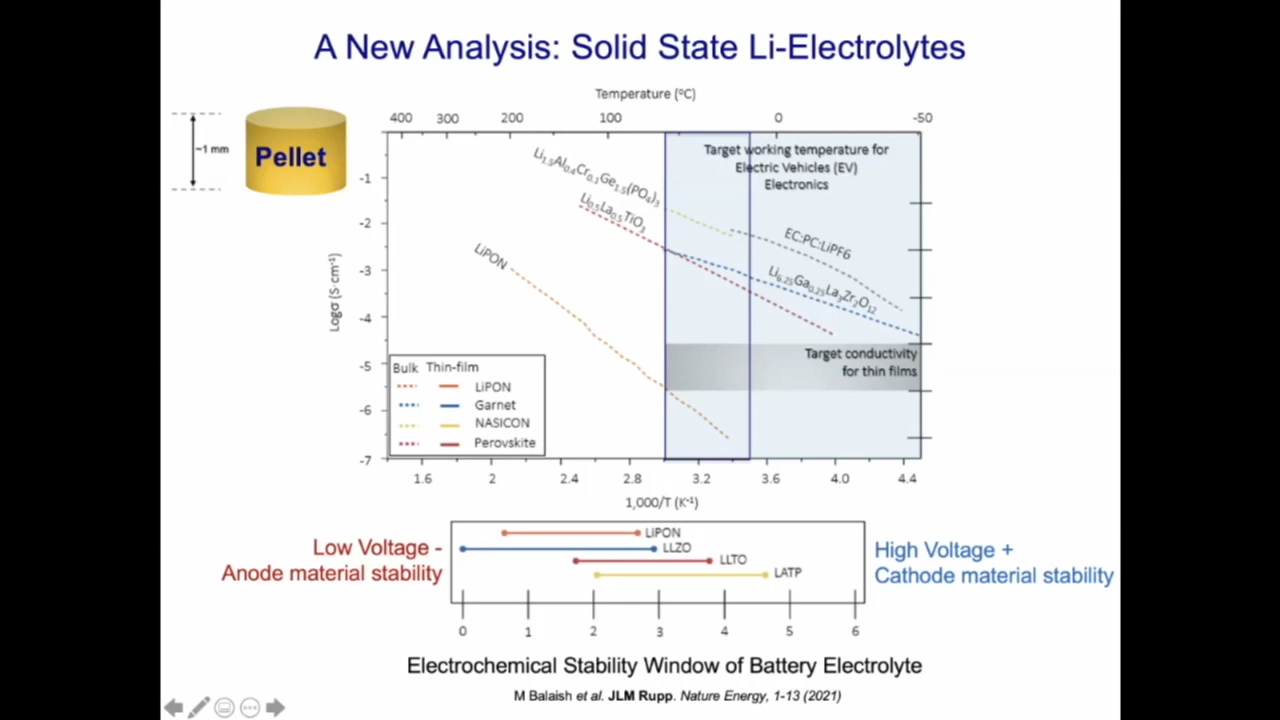 A New Analysis: Solid State Li-Electrolytes
Temperature (°C)
400 300 200 100 0 -50
~1 mm
Pellet
Target working temperature for
Electric Vehicles (EV)
Electronics
Li1.5Al0.4Cr0.1Ge1.5(PO4)3
Li0.5La0.5TiO3
LiPON
EC:PC:LiPF6
Li6.25Ga0.25La3Zr2O12
Target conductivity
for thin films
Logσ (S·cm⁻¹)
-1
-2
-3
-4
-5
-6
-7
Bulk Thin-film
LiPON
Garnet
NASICON
Perovskite
1.6 2 2.4 2.8 3.2 3.6 4.0 4.4
1,000/T (K⁻¹)
Low Voltage -
Anode material stability
LiPON
LLZO
LLTO
LATP
High Voltage +
Cathode material stability
0 1 2 3 4 5 6
Electrochemical Stability Window of Battery Electrolyte
M Balaish et al. JLM Rupp. Nature Energy, 1-13 (2021)